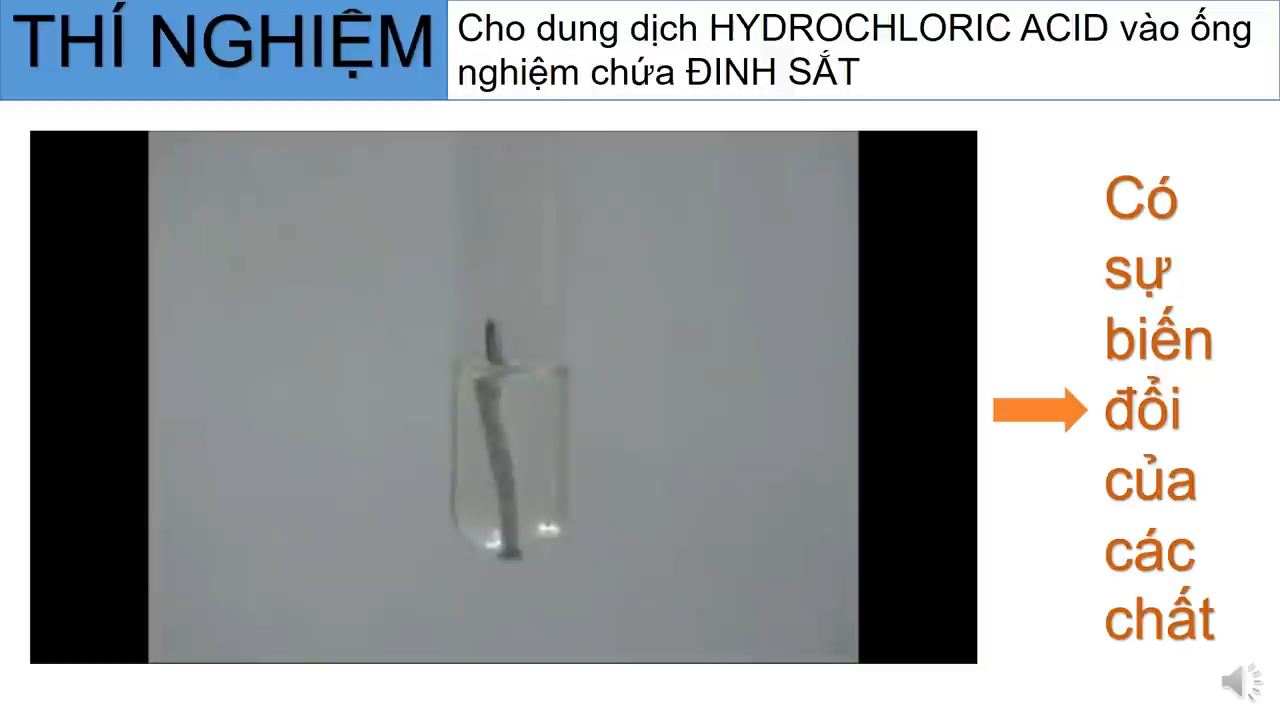 THÍ NGHIỆM
Cho dung dịch HYDROCHLORIC ACID vào ống
nghiệm chứa ĐINH SẮT
Có
sự
biến
đổi
của
các
chất